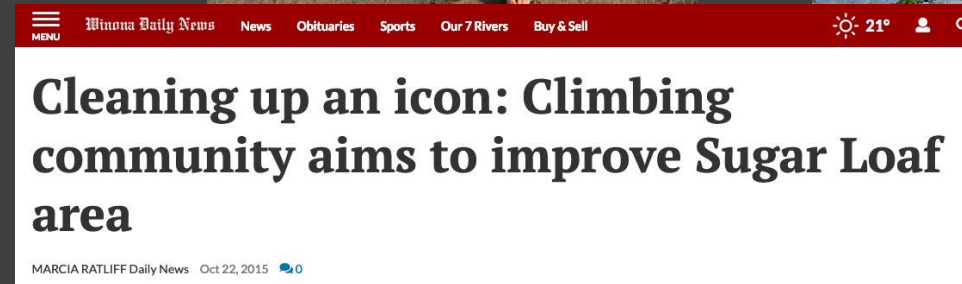 MENU Winona Daily News News Obituaries Sports Our 7 Rivers Buy & Sell 21°
Cleaning up an icon: Climbing
community aims to improve Sugar Loaf
area
MARCIA RATLIFF Daily News Oct 22, 2015 0